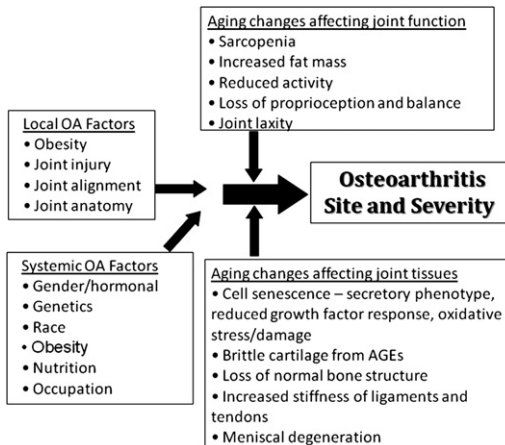 Aging changes affecting joint function
• Sarcopenia
• Increased fat mass
• Reduced activity
• Loss of proprioception and balance
• Joint laxity
Local OA Factors
• Obesity
• Joint injury
• Joint alignment
• Joint anatomy
Osteoarthritis
Site and Severity
Systemic OA Factors
• Gender/hormonal
• Genetics
• Race
• Obesity
• Nutrition
• Occupation
Aging changes affecting joint tissues
• Cell senescence – secretory phenotype,
reduced growth factor response, oxidative
stress/damage
• Brittle cartilage from AGEs
• Loss of normal bone structure
• Increased stiffness of ligaments and
tendons
• Meniscal degeneration